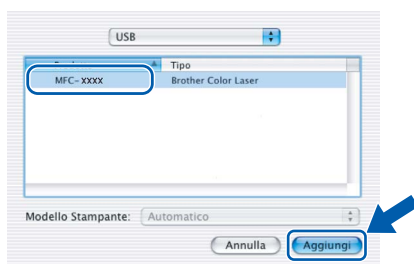 USB
Tipo
MFC- XXXX Brother Color Laser
Modello Stampante: Automatico
Annulla Aggiungi